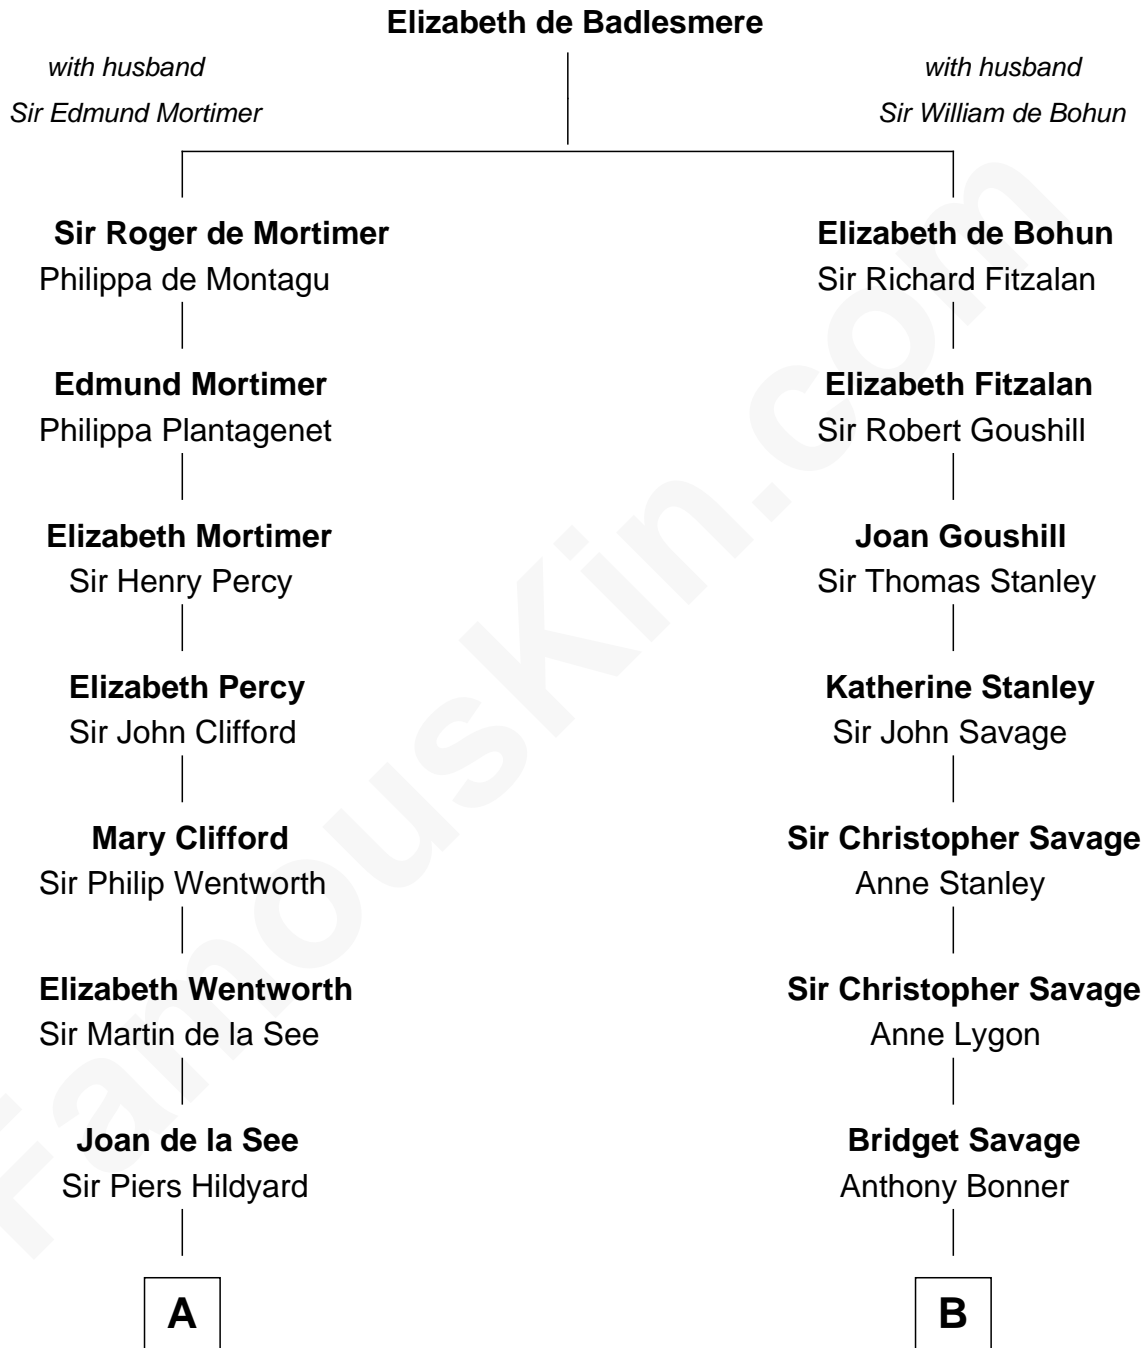 Elizabeth de Badlesmere
with husband
Sir Edmund Mortimer
with husband
Sir William de Bohun
Sir Roger de Mortimer
Philippa de Montagu
Elizabeth de Bohun
Sir Richard Fitzalan
Edmund Mortimer
Philippa Plantagenet
Elizabeth Fitzalan
Sir Robert Goushill
Elizabeth Mortimer
Sir Henry Percy
Joan Goushill
Sir Thomas Stanley
Elizabeth Percy
Sir John Clifford
Katherine Stanley
Sir John Savage
Mary Clifford
Sir Philip Wentworth
Sir Christopher Savage
Anne Stanley
Elizabeth Wentworth
Sir Martin de la See
Sir Christopher Savage
Anne Lygon
Joan de la See
Sir Piers Hildyard
Bridget Savage
Anthony Bonner
A
B
FamousKin.com